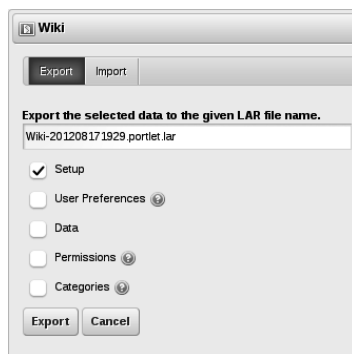 Wiki
Export Import
Export the selected data to the given LAR file name.
Wiki-201208171929.portlet.lar
Setup
User Preferences
Data
Permissions
Categories
Export Cancel